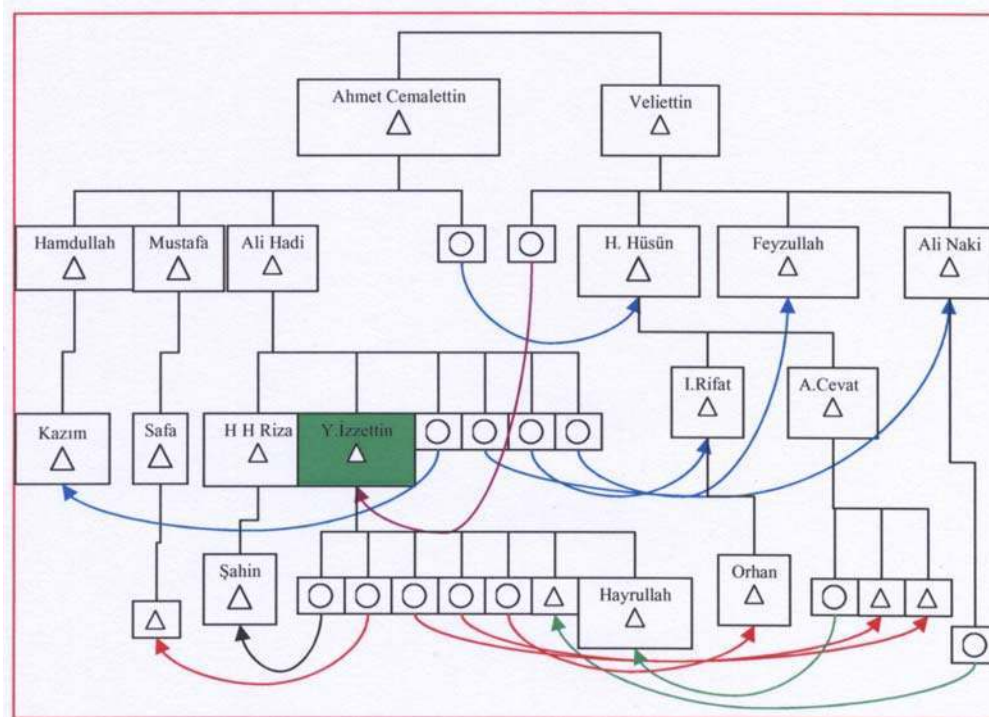 Ahmet Cemalettin
Veliettin
Hamdullah
Mustafa
Ali Hadi
H. Hüsün
Feyzullah
Ali Naki
I.Rifat
A.Cevat
Kazım
Safa
H H Riza
Y.İzzettin
Şahin
Hayrullah
Orhan